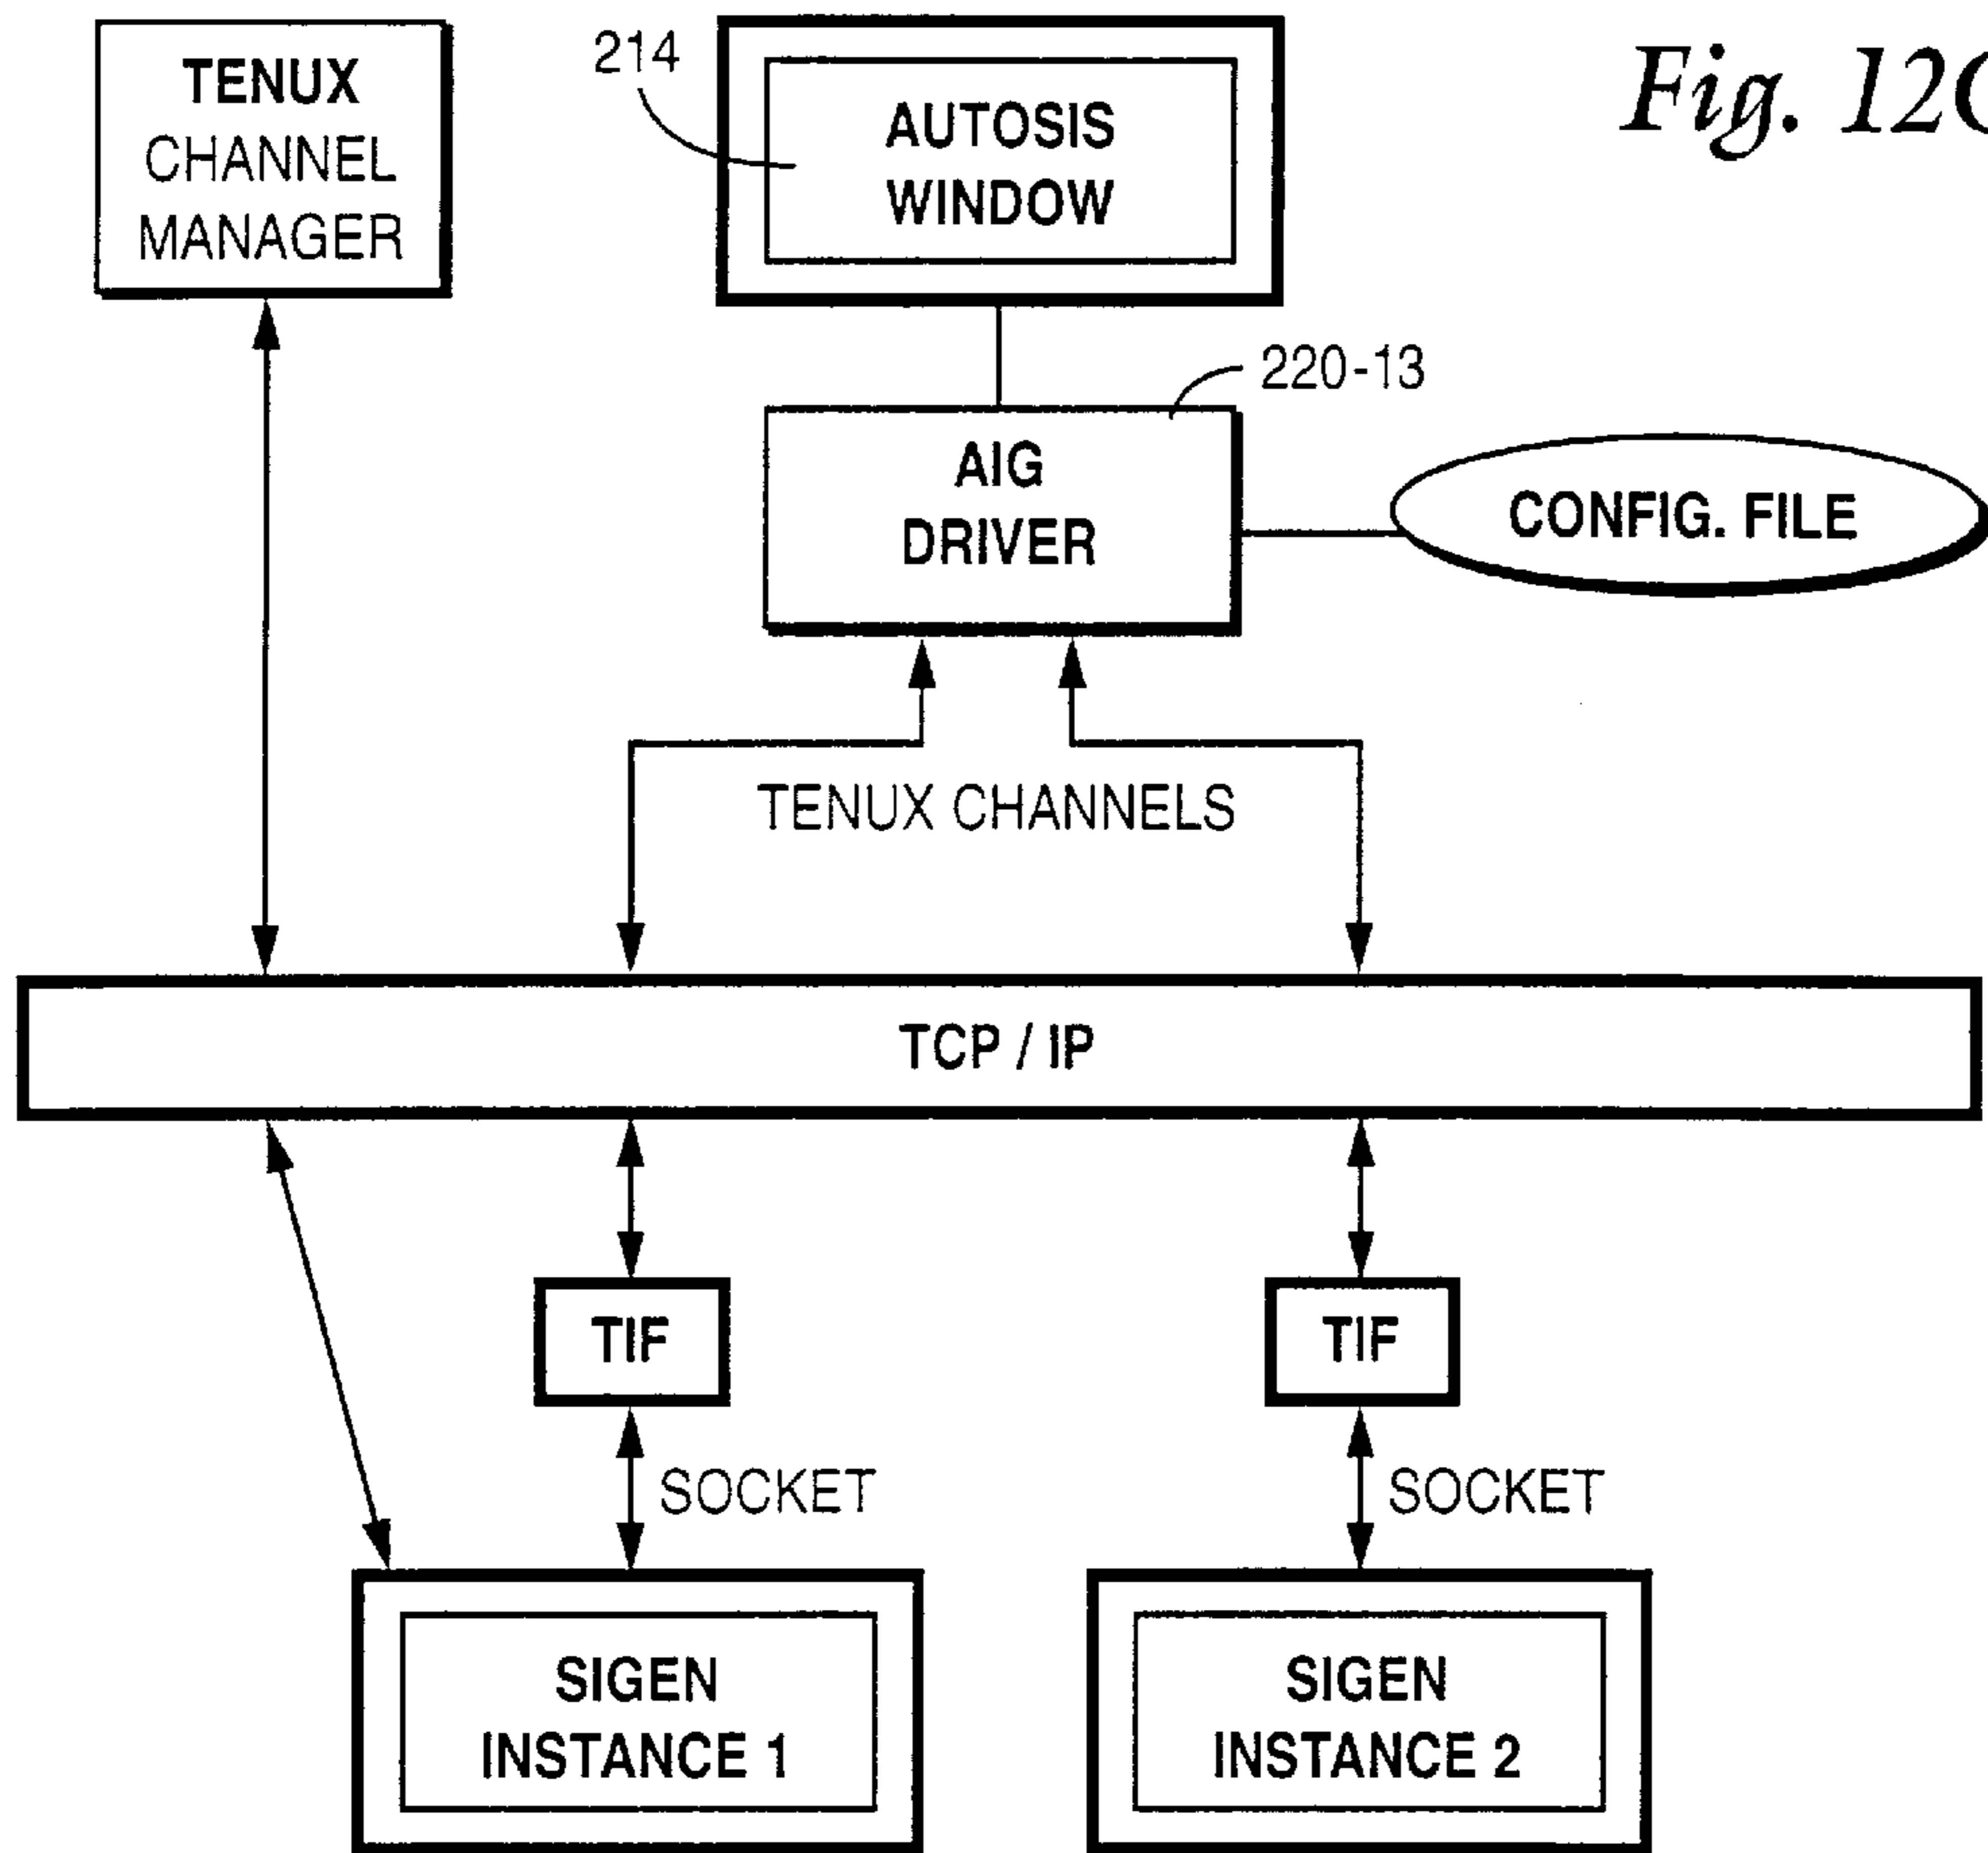 TENUX
CHANNEL
MANAGER
214
AUTOSIS
WINDOW
Fig. 12C
220-13
AIG
DRIVER
CONFIG. FILE
TENUX CHANNELS
TCP / IP
TIF
TIF
SOCKET
SOCKET
SIGEN
INSTANCE 1
SIGEN
INSTANCE 2